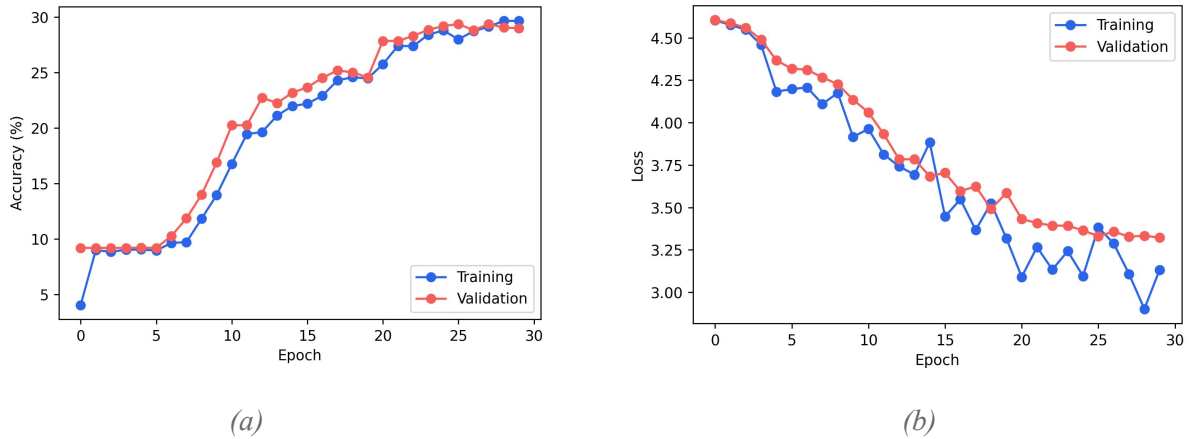 30
25
20
15
10
5
Accuracy (%)
Training
Validation
0 5 10 15 20 25 30
Epoch
(a)
4.50
4.25
4.00
3.75
3.50
3.25
3.00
Loss
Training
Validation
0 5 10 15 20 25 30
Epoch
(b)